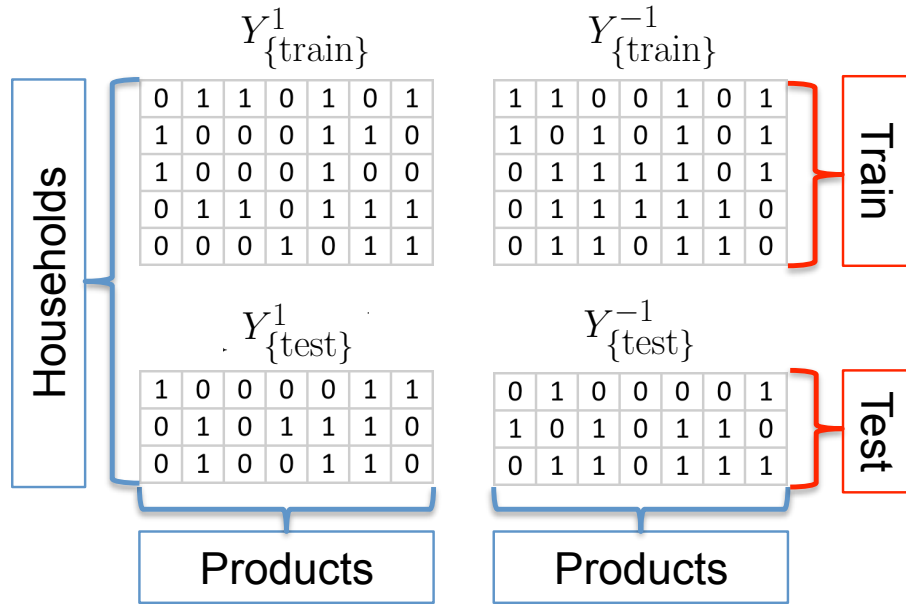 Y^1_{train} Y^{-1}_{train}
0 1 1 0 1 0 1 1 1 0 0 1 0 1
1 0 0 0 1 1 0 1 0 1 0 1 0 1
1 0 0 0 1 0 0 0 1 1 1 1 0 1
0 1 1 0 1 1 1 0 1 1 1 1 1 0
0 0 0 1 0 1 1 0 1 1 0 1 1 0
Households
Train
Y^1_{test} Y^{-1}_{test}
1 0 0 0 0 1 1 0 1 0 0 0 0 1
0 1 0 1 1 1 0 1 0 1 0 1 1 0
0 1 0 0 1 1 0 0 1 1 0 1 1 1
Test
Products Products